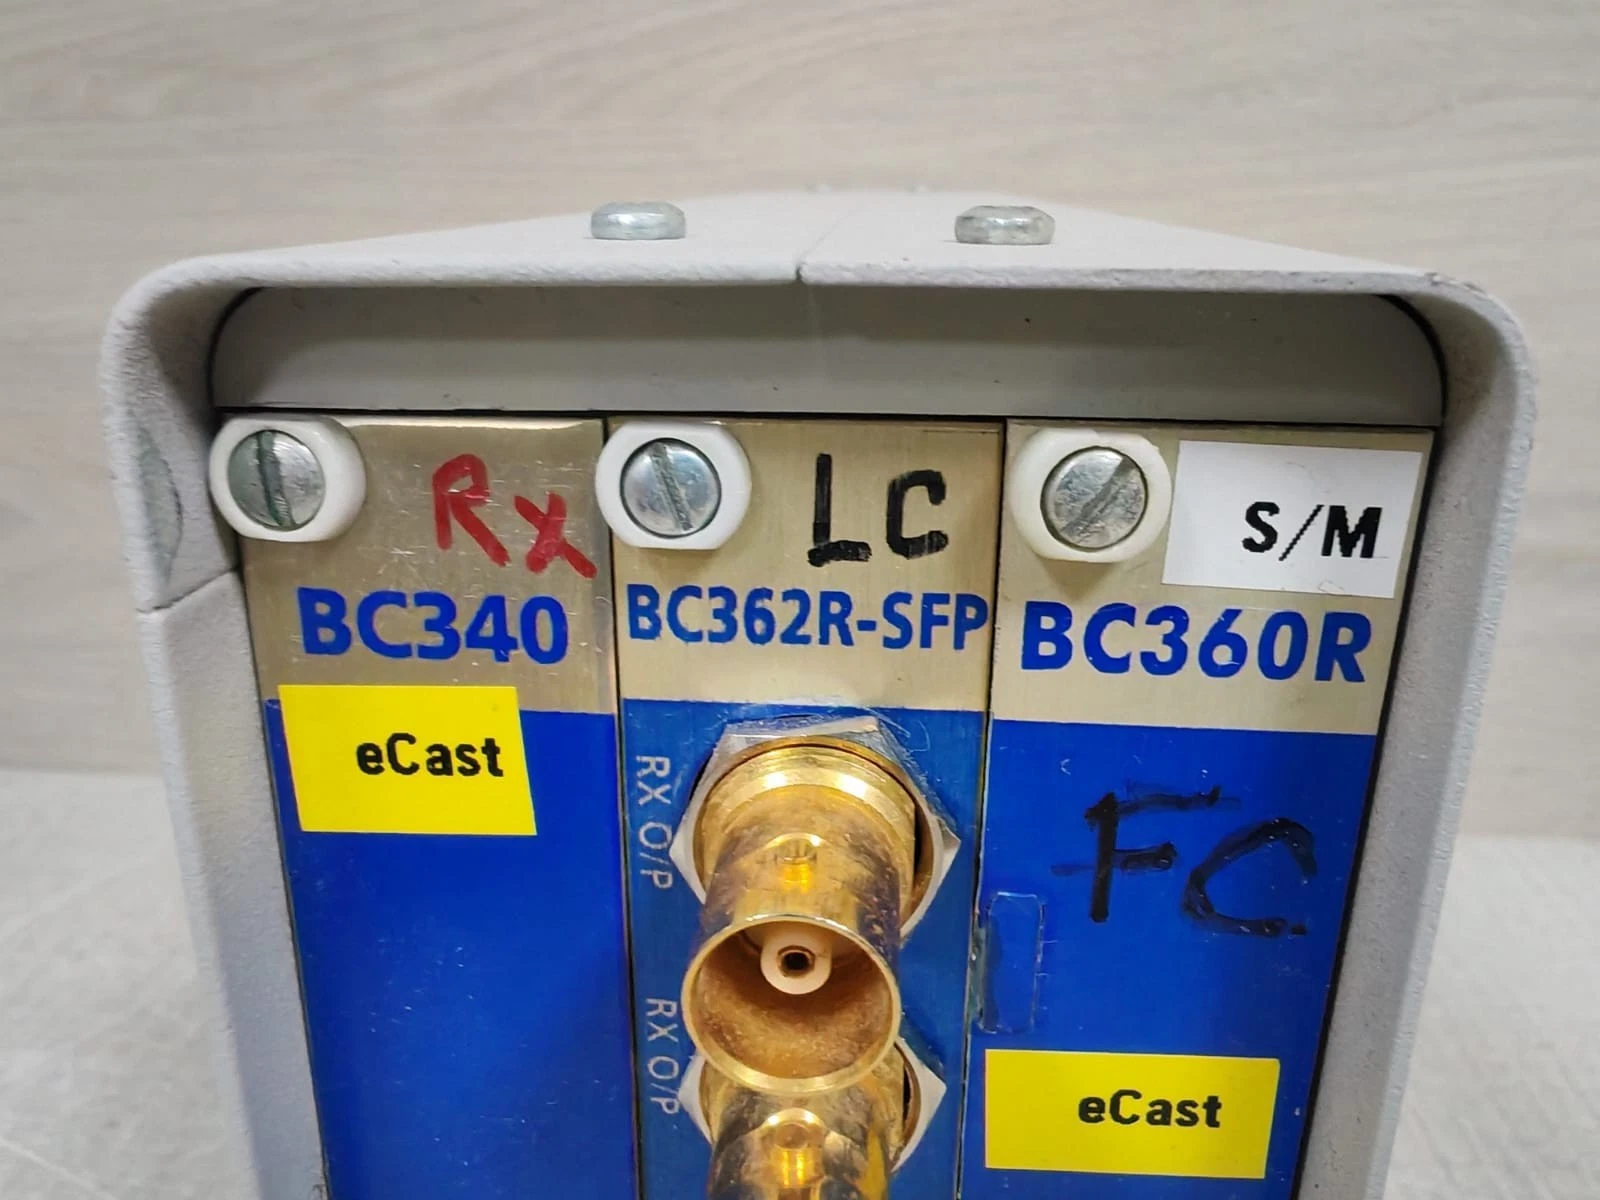 Rx
BC340
eCast
LC
BC362R-SFP
RX O/P
RX O/P
S/M
BC360R
FC
eCast